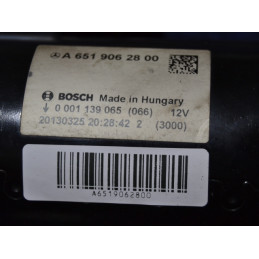 A 651 906 28 00
BOSCH Made in Hungary
0 001 139 065 (066) 12V
20130325 20:28:42 2 (3000)
A6519062800